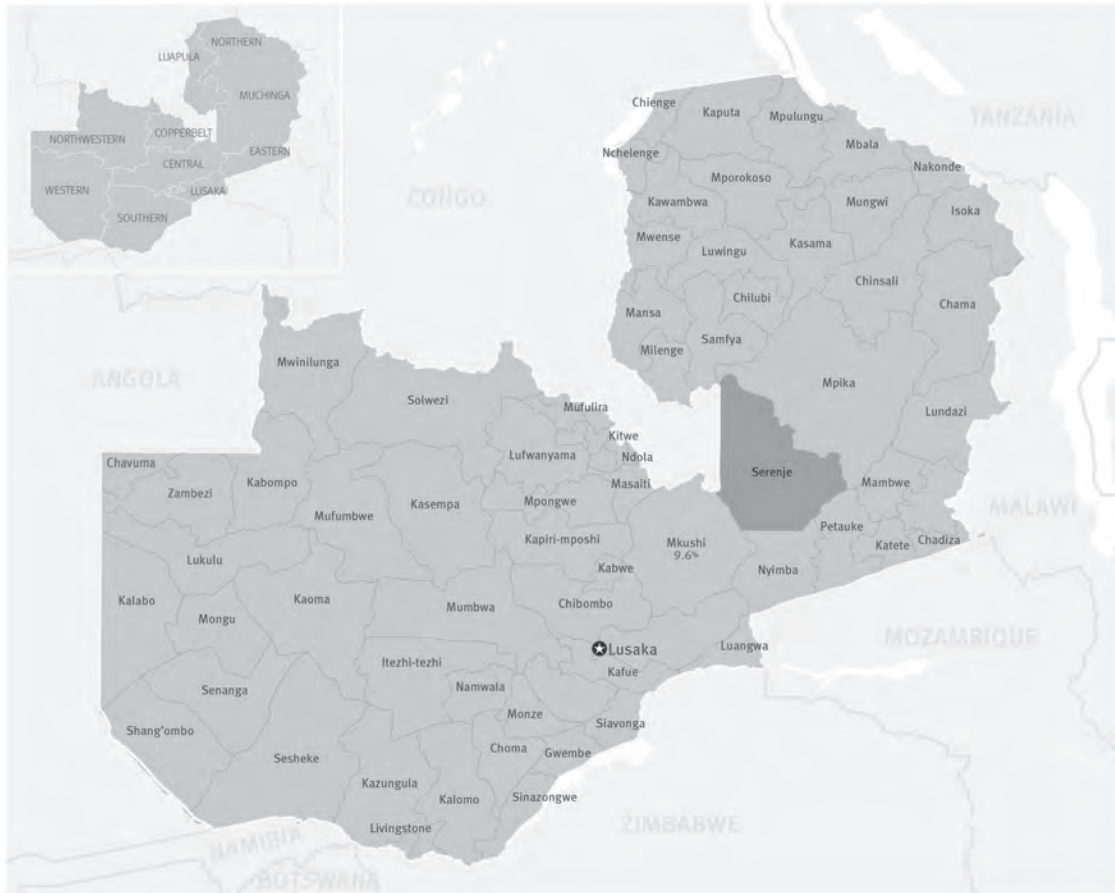 NORTHERN
LUAPULA
MUCHINGA
NORTHWESTERN
COPPERBELT
EASTERN
CENTRAL
WESTERN
LUSAKA
SOUTHERN
TANZANIA
CONGO
ANGOLA
MALAWI
MOZAMBIQUE
ZIMBABWE
NAMIBIA
BOTSWANA
Chienge
Kaputa
Mpulungu
Mbala
Nchelenge
Nakonde
Mporokoso
Kawambwa
Mungwi
Isoka
Mwense
Luwingu
Kasama
Chinsali
Chilubi
Chama
Mansa
Samfya
Milenge
Mpika
Lundazi
Mwinilunga
Solwezi
Mufulira
Kitwe
Lufwanyama
Ndola
Chavuma
Zambezi
Kabompo
Kasempa
Masaiti
Serenje
Mambwe
Mufumbwe
Mpongwe
Petauke
Kapiri-mposhi
Mkushi
9.6%
Katete
Chadiza
Lukulu
Kabwe
Nyimba
Kalabo
Kaoma
Mumbwa
Chibombo
Mongu
Lusaka
Luangwa
Itezhi-tezhi
Kafue
Senanga
Namwala
Monze
Siavonga
Shang'ombo
Choma
Gwembe
Sesheke
Kazungula
Kalomo
Sinazongwe
Livingstone